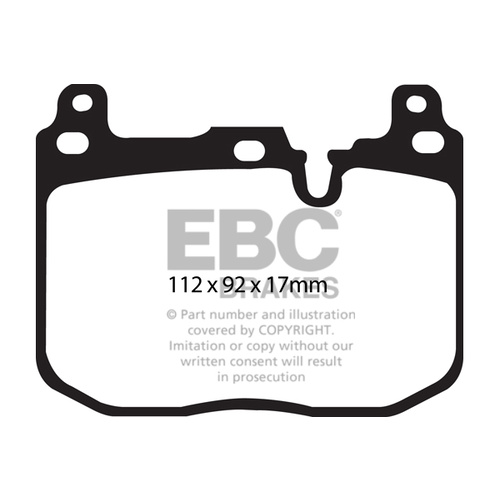 EBC
BRAKES
112 x 92 x 17mm
© Part number and illustration
covered by COPYRIGHT.
Imitation or copy without our
written consent will result
in prosecution